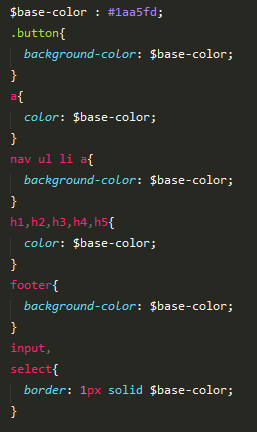 $base-color : #1aa5fd;
.button{
background-color: $base-color;
}
a{
color: $base-color;
}
nav ul li a{
background-color: $base-color;
}
h1,h2,h3,h4,h5{
color: $base-color;
}
footer{
background-color: $base-color;
}
input,
select{
border: 1px solid $base-color;
}